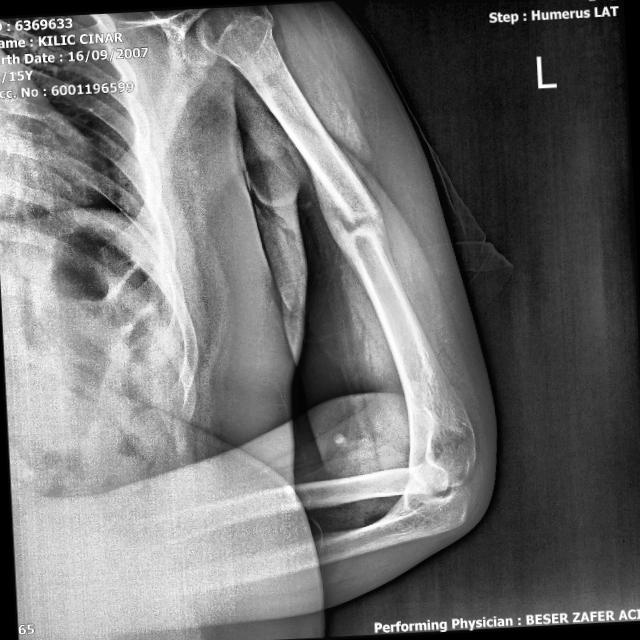 : 6369633
ame : KILIC CINAR
rth Date : 16/09/2007
/15Y
cc. No : 6001196599
Step : Humerus LAT
L
65
Performing Physician : BESER ZAFER ACI